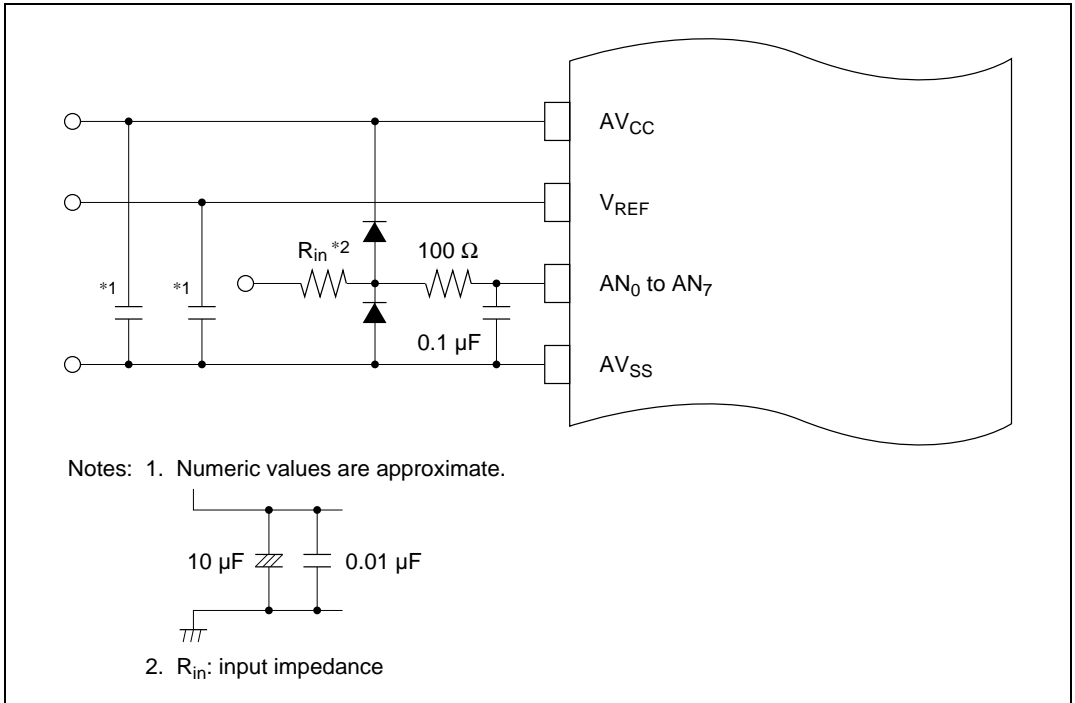 AVCC
VREF
Rin *2
100 Ω
*1
*1
AN0 to AN7
0.1 µF
AVSS
Notes: 1. Numeric values are approximate.
10 µF
0.01 µF
2. Rin: input impedance